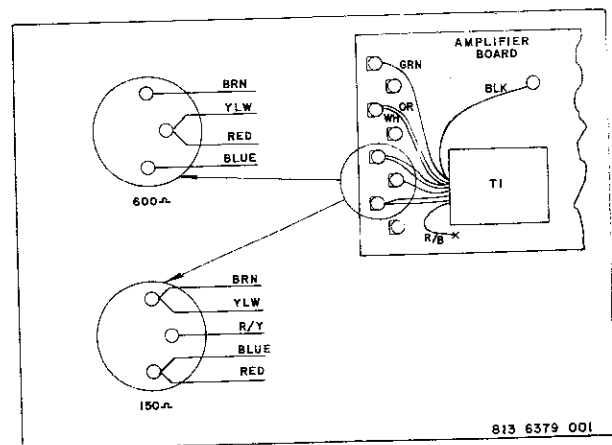 BRN
YLW
RED
BLUE
600Ω
BRN
YLW
R/Y
BLUE
RED
150Ω
AMPLIFIER
BOARD
GRN
BLK
OR
WH
T1
R/B
813 6379 001